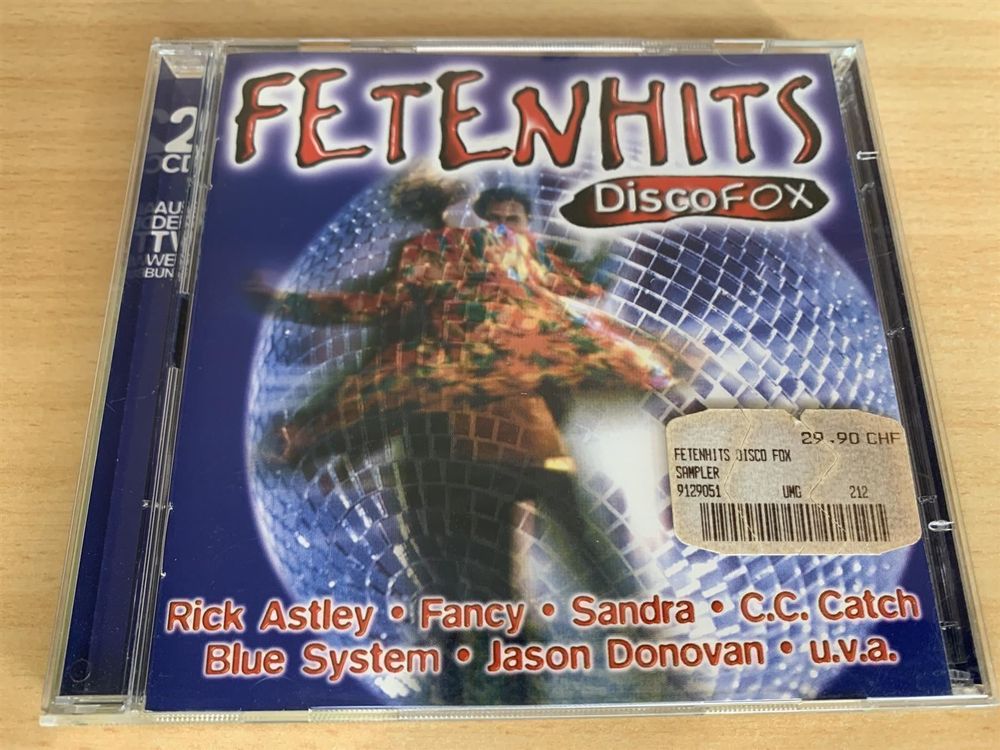 FETENHITS
DiscoFOX
2
CD
AUS
DER
TV
WER
BUN
29.90 CHF
FETENHITS DISCO FOX
SAMPLER
9129051 UMG 212
Rick Astley • Fancy • Sandra • C.C. Catch
Blue System • Jason Donovan • u.v.a.